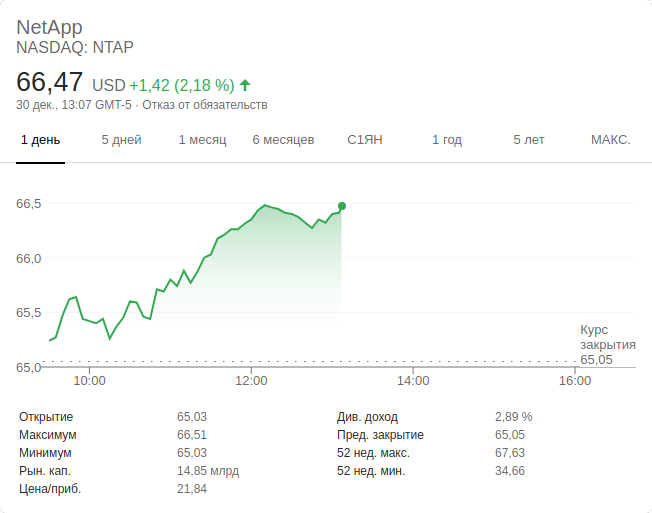 NetApp
NASDAQ: NTAP
66,47 USD +1,42 (2,18 %)
30 дек., 13:07 GMT-5 · Отказ от обязательств
1 день 5 дней 1 месяц 6 месяцев С1ЯН 1 год 5 лет МАКС.
66,5
66,0
65,5
65,0
Курс
закрытия
65,05
10:00 12:00 14:00 16:00
Открытие 65,03 Див. доход 2,89 %
Максимум 66,51 Пред. закрытие 65,05
Минимум 65,03 52 нед. макс. 67,63
Рын. кап. 14,85 млрд 52 нед. мин. 34,66
Цена/приб. 21,84